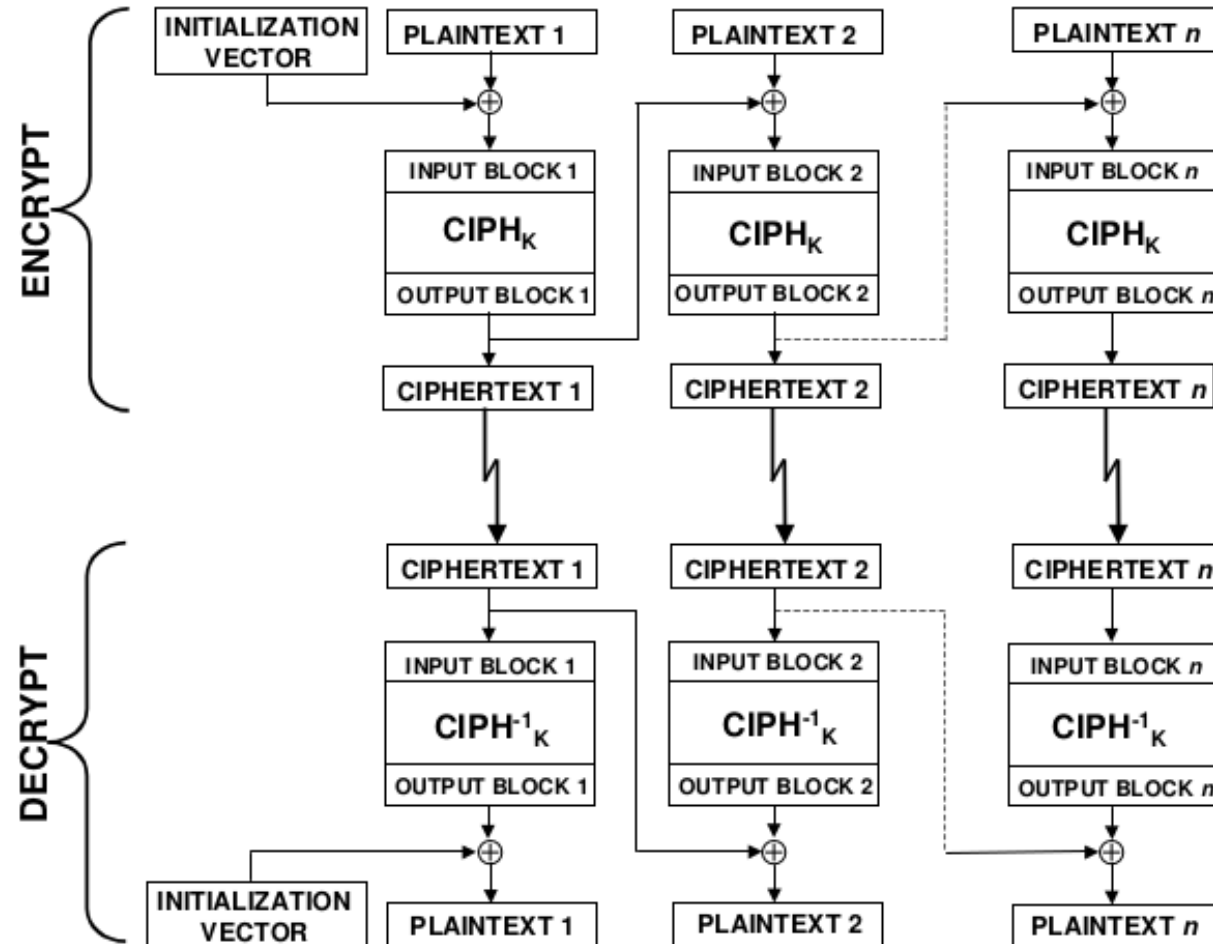 INITIALIZATION
VECTOR
PLAINTEXT 1
PLAINTEXT 2
PLAINTEXT n
ENCRYPT
INPUT BLOCK 1
INPUT BLOCK 2
INPUT BLOCK n
CIPHK
CIPHK
CIPHK
OUTPUT BLOCK 1
OUTPUT BLOCK 2
OUTPUT BLOCK n
CIPHERTEXT 1
CIPHERTEXT 2
CIPHERTEXT n
DECRYPT
CIPHERTEXT 1
CIPHERTEXT 2
CIPHERTEXT n
INPUT BLOCK 1
INPUT BLOCK 2
INPUT BLOCK n
CIPH-1K
CIPH-1K
CIPH-1K
OUTPUT BLOCK 1
OUTPUT BLOCK 2
OUTPUT BLOCK n
INITIALIZATION
VECTOR
PLAINTEXT 1
PLAINTEXT 2
PLAINTEXT n